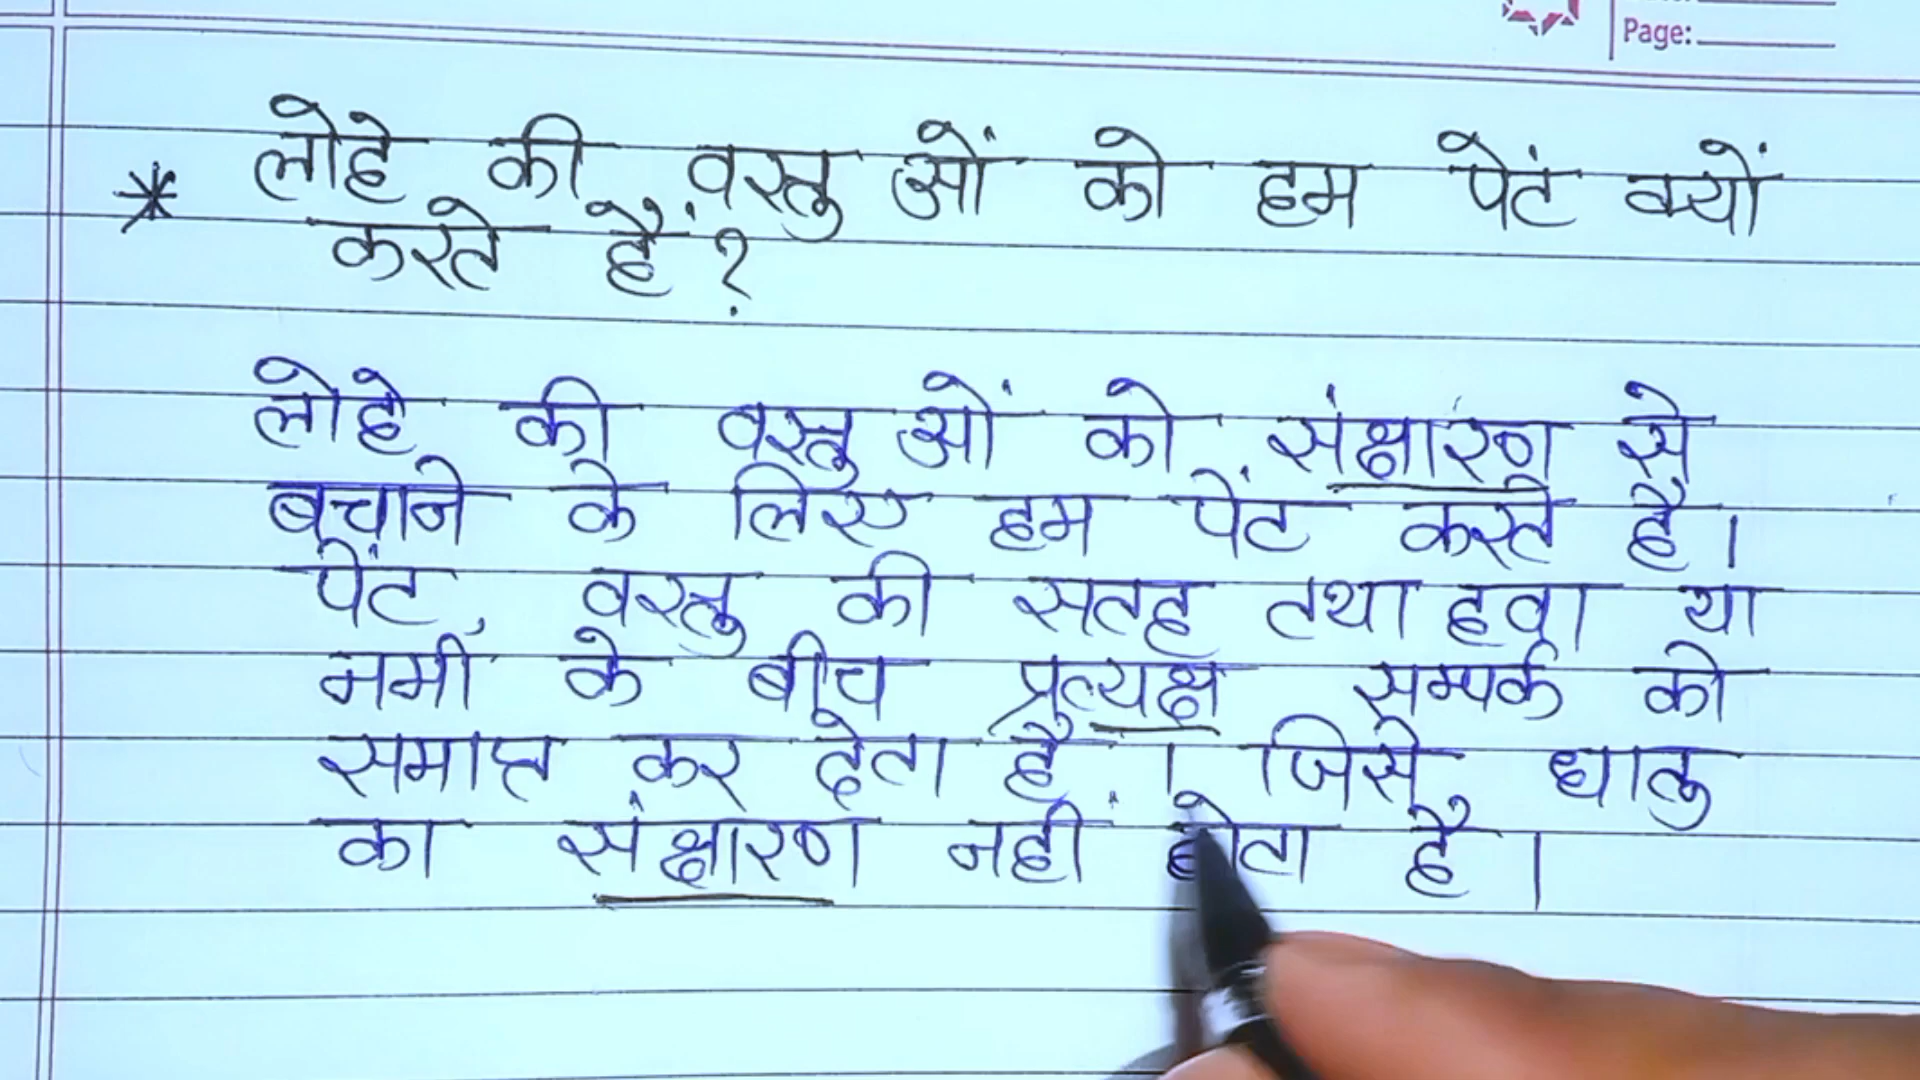 Page:
* लोहे की वस्तुओं को हम पेंट क्यों
करते हैं?
लोहे की वस्तुओं को संक्षारण से
बचाने के लिए हम पेंट करते है।
पेंट, वस्तु की सतह तथा हवा या
नमी के बीच प्रत्यक्ष सम्पर्क को
समाप्त कर देता है। जिसे धातु
का संक्षारण नहीं होता है।